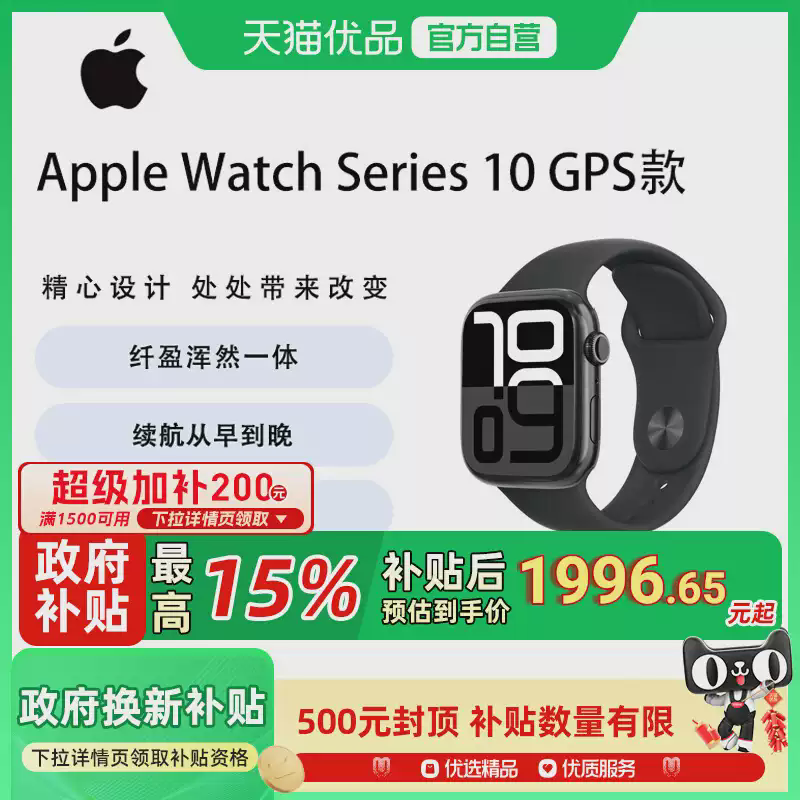 天猫优品 官方自营
Apple Watch Series 10 GPS款
精心设计 处处带来改变
纤盈浑然一体
续航从早到晚
10
09
超级加补200元
满1500可用 下拉详情页领取
政府补贴
最高15%
补贴后
预估到手价
1996.65元起
政府换新补贴
下拉详情页领取补贴资格
500元封顶 补贴数量有限
优选精品 优质服务